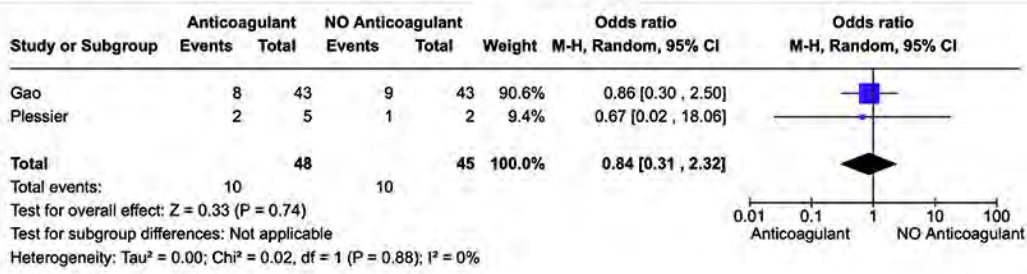 Anticoagulant NO Anticoagulant Odds ratio Odds ratio
Study or Subgroup Events Total Events Total Weight M-H, Random, 95% CI M-H, Random, 95% CI
Gao 8 43 9 43 90.6% 0.86 [0.30 , 2.50]
Plessier 2 5 1 2 9.4% 0.67 [0.02 , 18.06]
Total 48 45 100.0% 0.84 [0.31 , 2.32]
Total events: 10 10
Test for overall effect: Z = 0.33 (P = 0.74)
0.01 0.1 1 10 100
Test for subgroup differences: Not applicable
Anticoagulant NO Anticoagulant
Heterogeneity: Tau² = 0.00; Chi² = 0.02, df = 1 (P = 0.88); I² = 0%